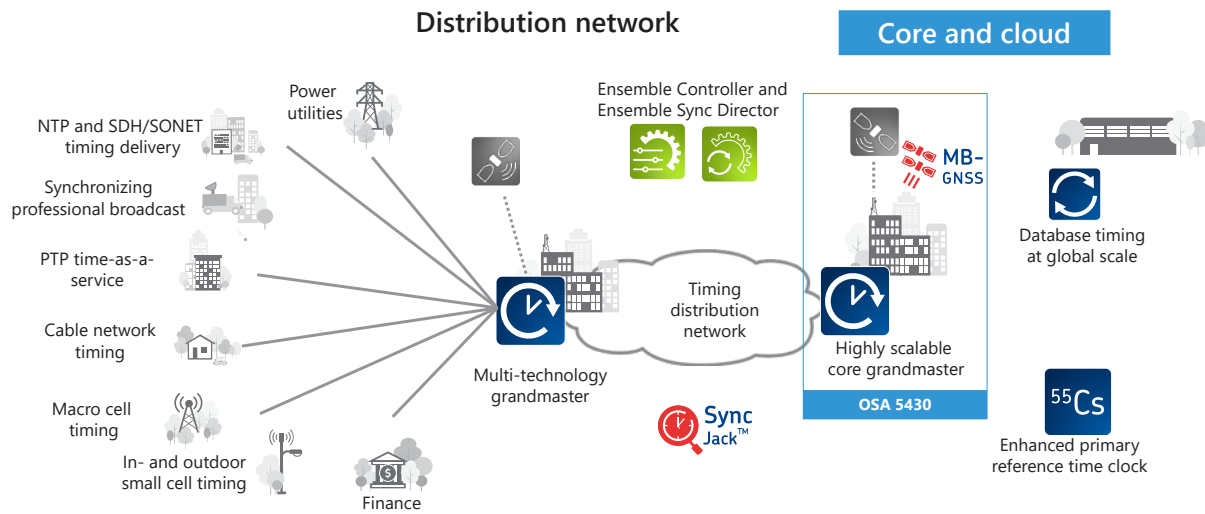 Distribution network
Core and cloud
Power
utilities
Ensemble Controller and
Ensemble Sync Director
NTP and SDH/SONET
timing delivery
MB-
GNSS
Synchronizing
professional broadcast
Database timing
at global scale
PTP time-as-a-
service
Timing
distribution
network
Cable network
timing
Highly scalable
core grandmaster
Multi-technology
grandmaster
OSA 5430
Macro cell
timing
Sync
Jack™
55Cs
Enhanced primary
reference time clock
In- and outdoor
small cell timing
$
Finance